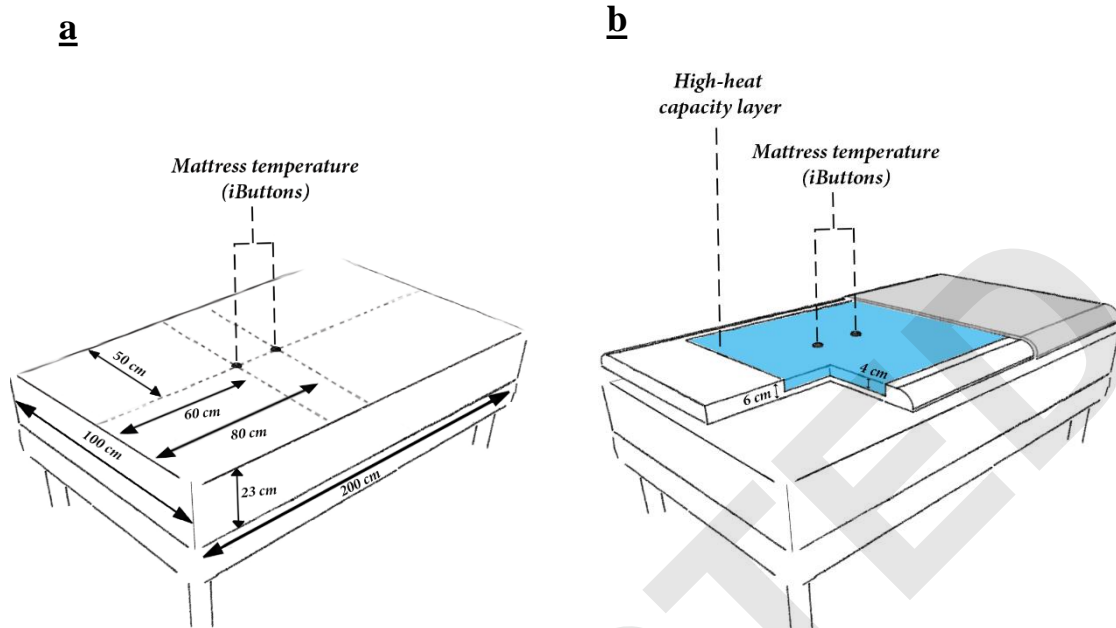 a
b
High-heat
capacity layer
Mattress temperature
(iButtons)
Mattress temperature
(iButtons)
50 cm
60 cm
80 cm
100 cm
23 cm
200 cm
4 cm
6 cm
TED